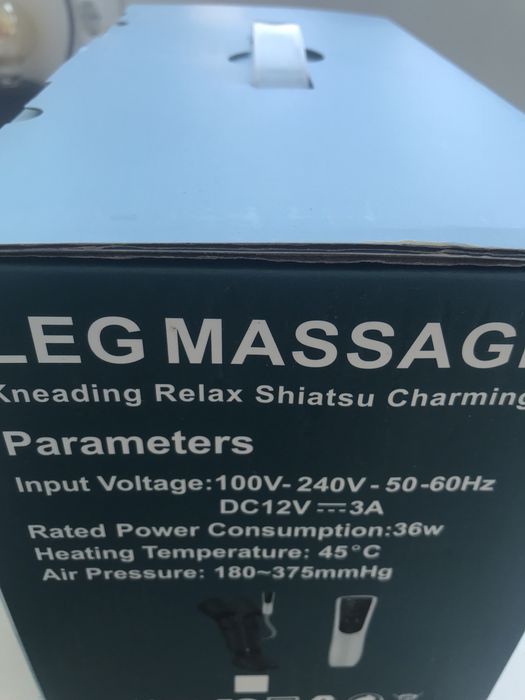 LEG MASSAG
Kneading Relax Shiatsu Charming
Parameters
Input Voltage:100V- 240V - 50-60Hz
DC12V ⎓ 3A
Rated Power Consumption:36w
Heating Temperature: 45°C
Air Pressure: 180~375mmHg